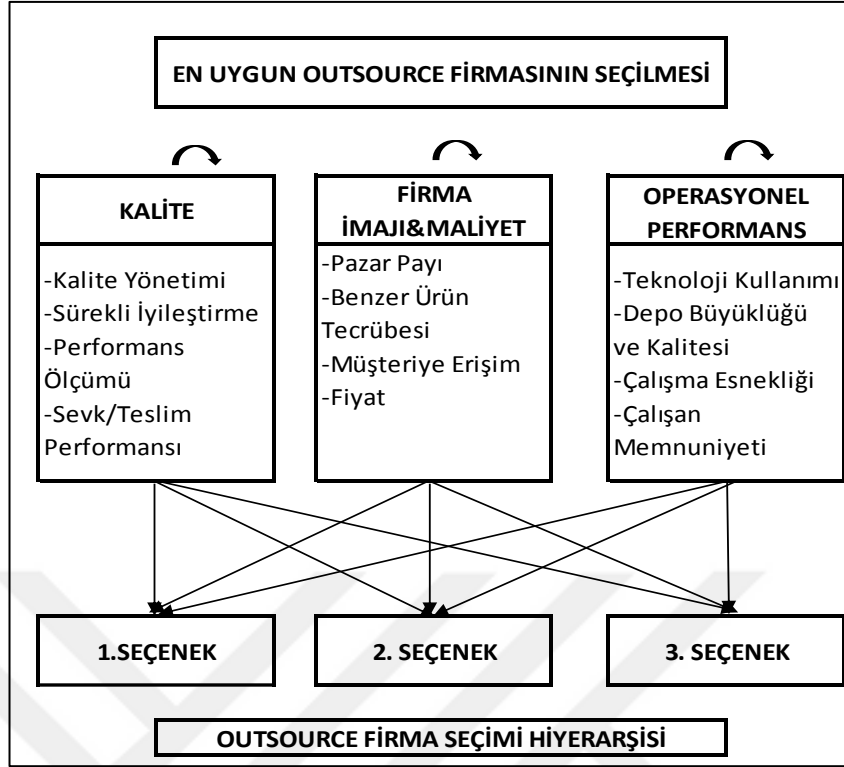 EN UYGUN OUTSOURCE FİRMASININ SEÇİLMESİ
KALİTE
-Kalite Yönetimi
-Sürekli İyileştirme
-Performans
Ölçümü
-Sevk/Teslim
Performansı
FİRMA
İMAJI&MALİYET
-Pazar Payı
-Benzer Ürün
Tecrübesi
-Müşteriye Erişim
-Fiyat
OPERASYONEL
PERFORMANS
-Teknoloji Kullanımı
-Depo Büyüklüğü
ve Kalitesi
-Çalışma Esnekliği
-Çalışan
Memnuniyeti
1.SEÇENEK
2. SEÇENEK
3. SEÇENEK
OUTSOURCE FİRMA SEÇİMİ HİYERARŞİSİ